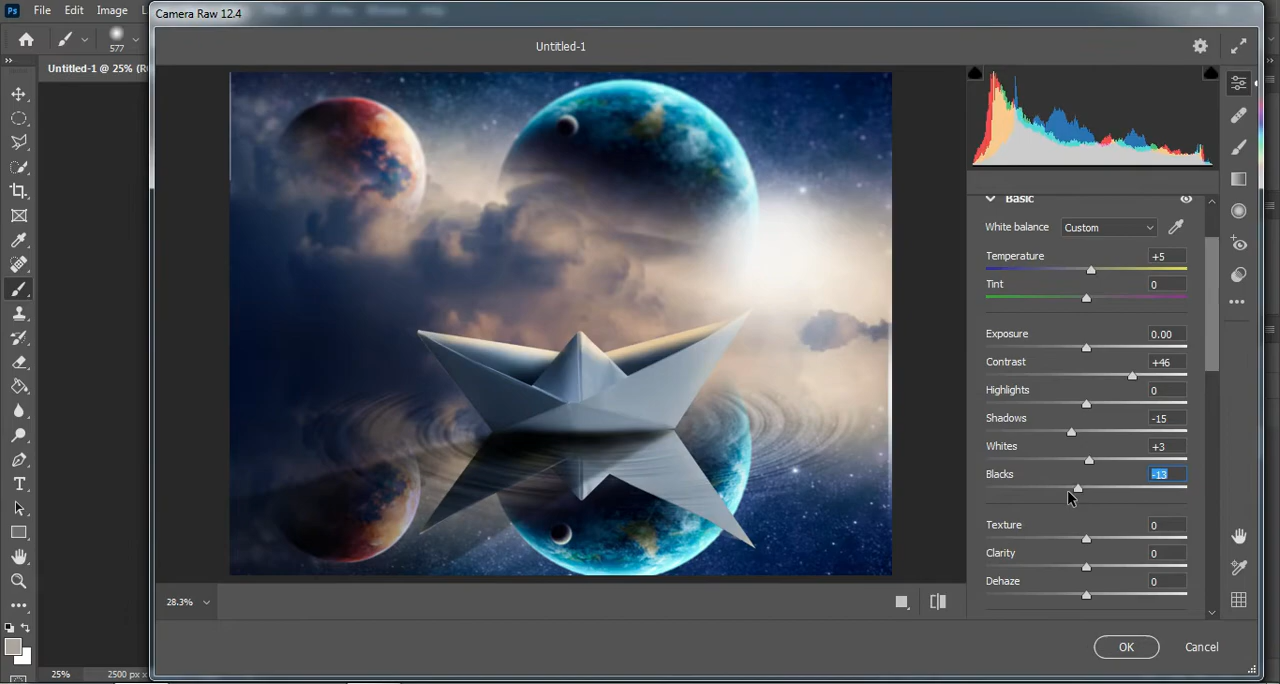 Ps File Edit Image
Camera Raw 12.4
577
Untitled-1
Untitled-1 @ 25% (R
Basic
White balance Custom
Temperature +5
Tint 0
Exposure 0.00
Contrast +46
Highlights 0
Shadows -15
Whites +3
Blacks -13
Texture 0
Clarity 0
Dehaze 0
28.3%
OK Cancel
25% 2500 px